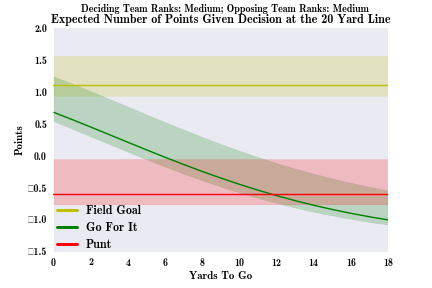 Deciding Team Ranks: Medium; Opposing Team Ranks: Medium
Expected Number of Points Given Decision at the 20 Yard Line
2.0
1.5
1.0
0.5
0.0
□0.5
□1.0
□1.5
Points
Field Goal
Go For It
Punt
0 2 4 6 8 10 12 14 16 18
Yards To Go